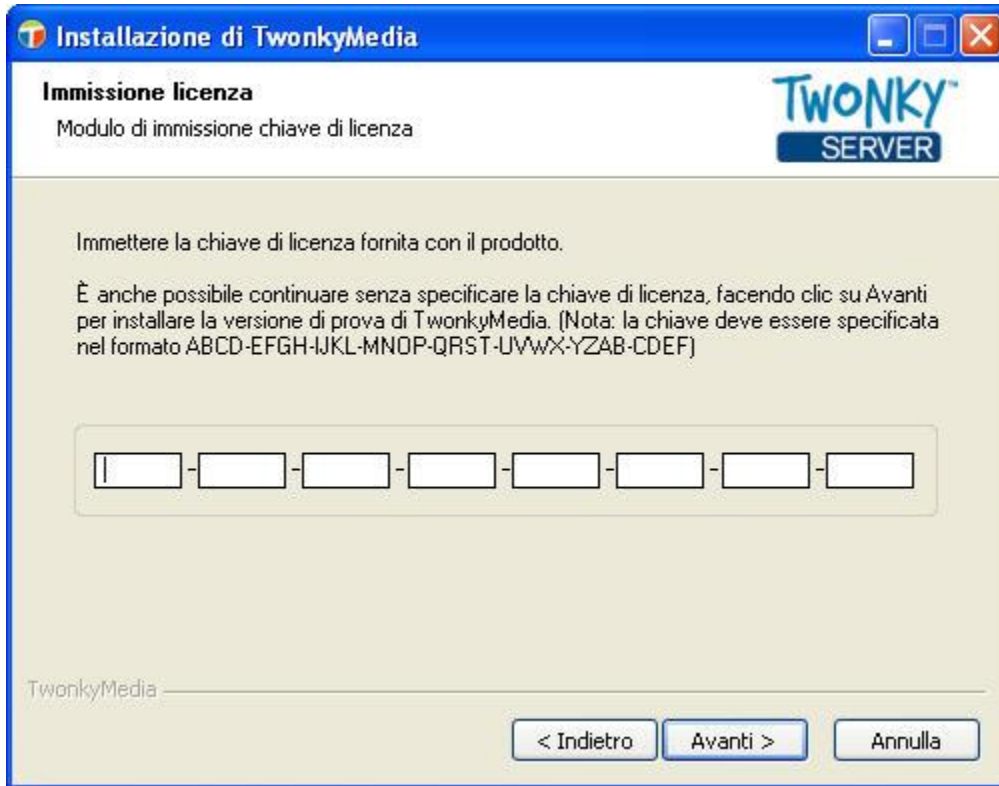 Installazione di TwonkyMedia
Immissione licenza
Modulo di immissione chiave di licenza
TWONKY™
SERVER
Immettere la chiave di licenza fornita con il prodotto.
È anche possibile continuare senza specificare la chiave di licenza, facendo clic su Avanti
per installare la versione di prova di TwonkyMedia. (Nota: la chiave deve essere specificata
nel formato ABCD-EFGH-IJKL-MNOP-QRST-UVWX-YZAB-CDEF)
- - - - - - -
TwonkyMedia
< Indietro Avanti > Annulla